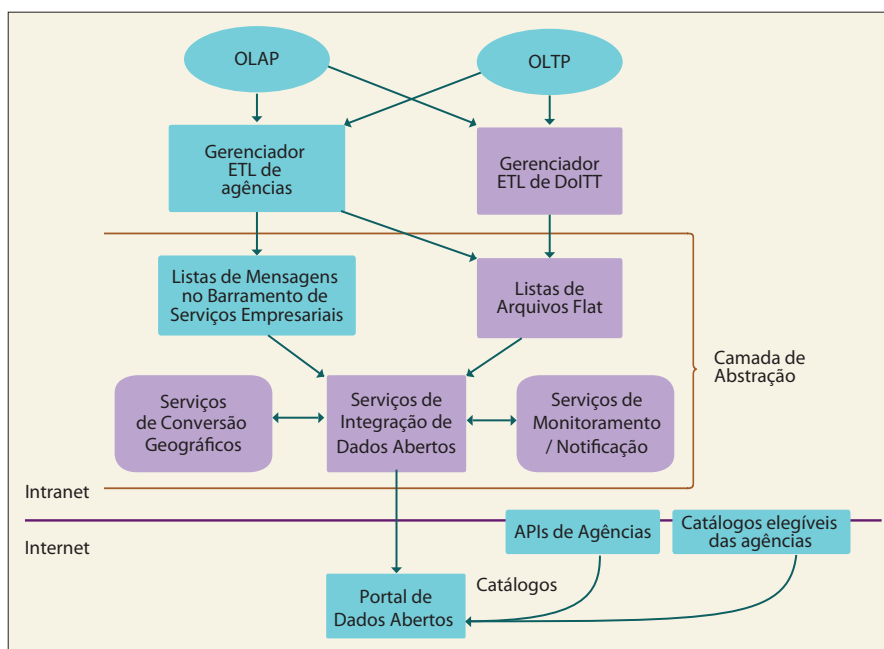 OLAP
OLTP
Gerenciador
ETL de
agências
Gerenciador
ETL de DoITT
Listas de Mensagens
no Barramento de
Serviços Empresariais
Listas de
Arquivos Flat
Camada de
Abstração
Serviços
de Conversão
Geográficos
Serviços de
Integração de
Dados Abertos
Serviços de
Monitoramento
/ Notificação
Intranet
Internet
APIs de Agências
Catálogos elegíveis
das agências
Catálogos
Portal de
Dados Abertos